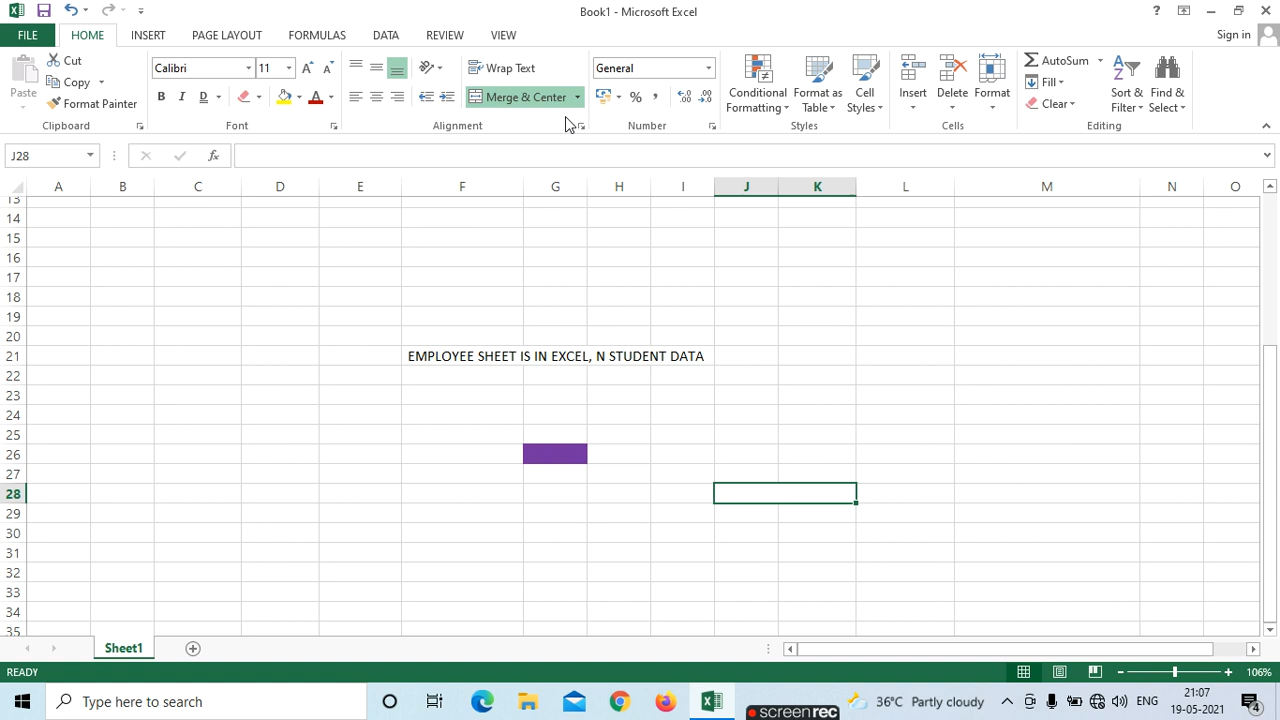 Book1 - Microsoft Excel
?
FILE HOME INSERT PAGE LAYOUT FORMULAS DATA REVIEW VIEW Sign in
Cut Calibri 11 Wrap Text General AutoSum
Copy Fill
Paste Format Painter B I D A Merge & Center % , Conditional Formatting Format as Table Cell Styles Insert Delete Format Clear Sort & Filter Find & Select
Clipboard Font Alignment Number Styles Cells Editing
J28 fx
A B C D E F G H I J K L M N O
13
14
15
16
17
18
19
20
21 EMPLOYEE SHEET IS IN EXCEL, N STUDENT DATA
22
23
24
25
26
27
28
29
30
31
32
33
34
35
Sheet1
READY 106%
Type here to search 36°C Partly cloudy ENG 21:07
19-05-2021 4
screenrec